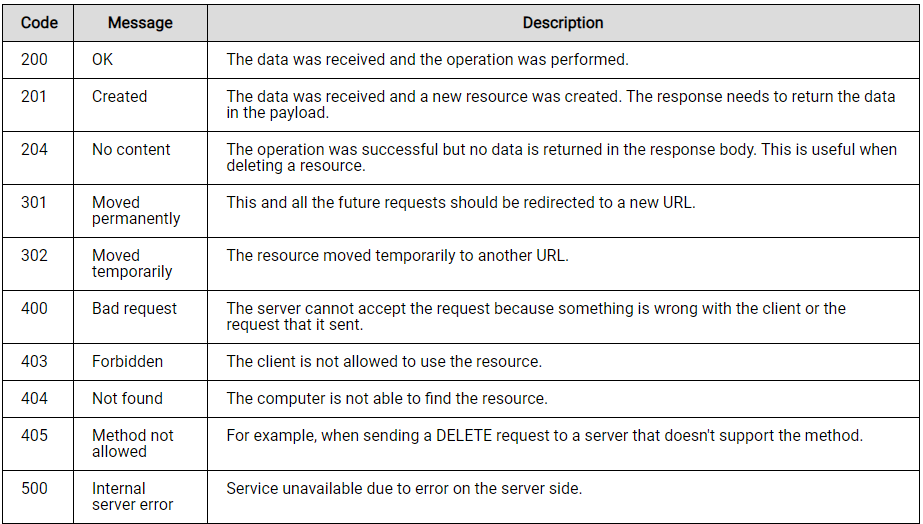 Code Message Description
200 OK The data was received and the operation was performed.
201 Created The data was received and a new resource was created. The response needs to return the data
in the payload.
204 No content The operation was successful but no data is returned in the response body. This is useful when
deleting a resource.
301 Moved permanently This and all the future requests should be redirected to a new URL.
302 Moved temporarily The resource moved temporarily to another URL.
400 Bad request The server cannot accept the request because something is wrong with the client or the
request that it sent.
403 Forbidden The client is not allowed to use the resource.
404 Not found The computer is not able to find the resource.
405 Method not allowed For example, when sending a DELETE request to a server that doesn't support the method.
500 Internal server error Service unavailable due to error on the server side.